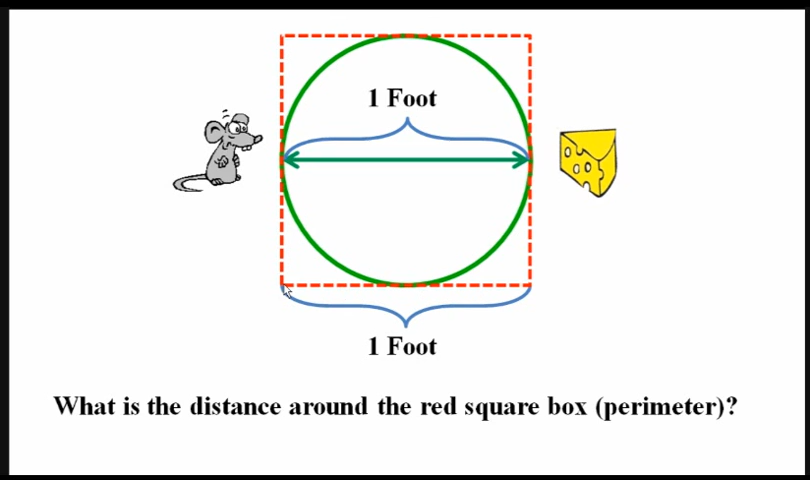 1 Foot
1 Foot
What is the distance around the red square box (perimeter)?